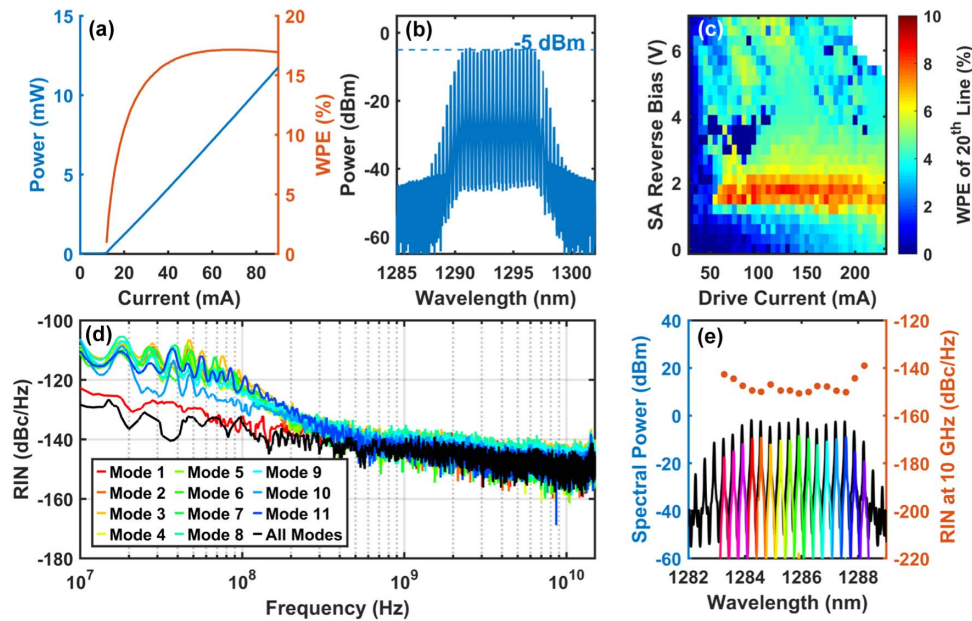 (a)
15
10
5
0
Power (mW)
20
15
10
5
0
WPE (%)
0 20 40 60 80
Current (mA)
(b)
-5 dBm
0
-20
-40
-60
Power (dBm)
1285 1290 1295 1300
Wavelength (nm)
(c)
6
4
2
0
SA Reverse Bias (V)
50 100 150 200
Drive Current (mA)
10
8
6
4
2
0
WPE of 20th Line (%)
(d)
-100
-120
-140
-160
-180
RIN (dBc/Hz)
Mode 1 Mode 5 Mode 9
Mode 2 Mode 6 Mode 10
Mode 3 Mode 7 Mode 11
Mode 4 Mode 8 All Modes
10^7 10^8 10^9 10^10
Frequency (Hz)
(e)
40
20
0
-20
-40
-60
Spectral Power (dBm)
-120
-140
-160
-180
-200
-220
RIN at 10 GHz (dBc/Hz)
1282 1284 1286 1288
Wavelength (nm)